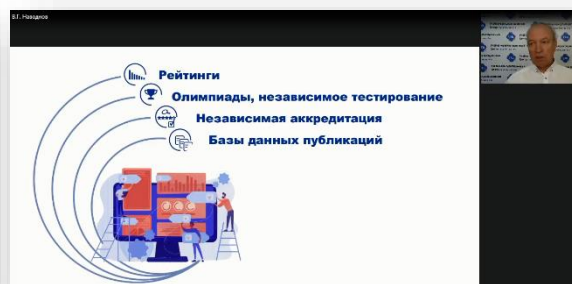 В.Г. Наводнов
Рейтинги
Олимпиады, независимое тестирование
Независимая аккредитация
Базы данных публикаций